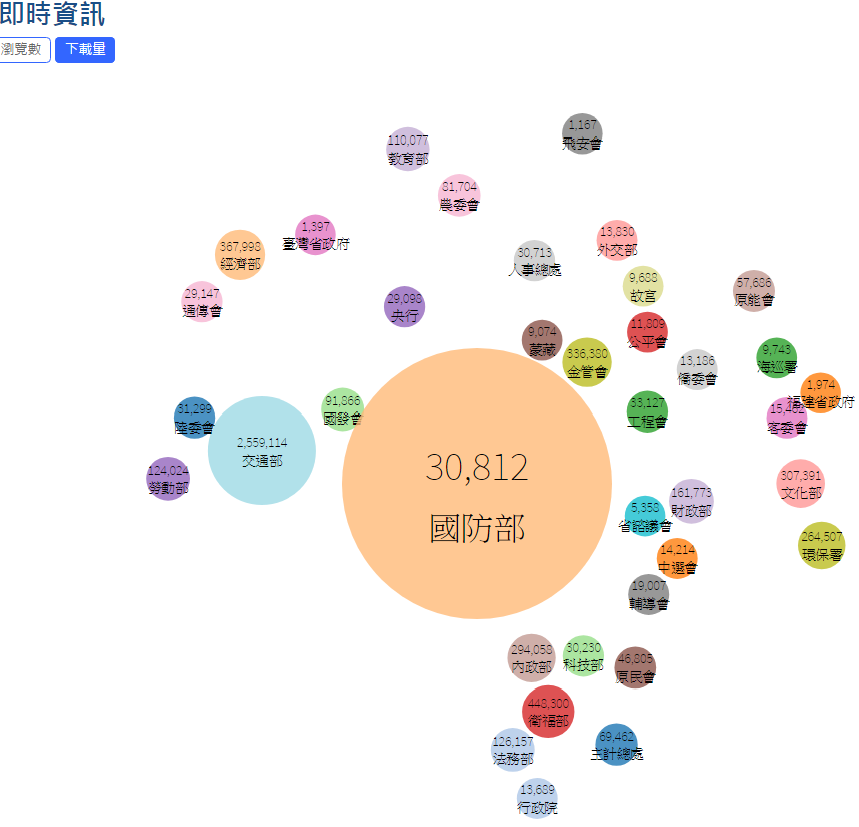 即時資訊
瀏覽數
下載量
1,167
飛安會
110,077
教育部
81,704
農委會
1,397
臺灣省政府
13,830
外交部
367,998
經濟部
30,713
人事總處
9,688
故宮
57,686
原能會
29,147
通傳會
29,098
央行
11,809
公平會
9,074
蒙藏
336,380
金管會
9,743
海巡署
13,186
僑委會
1,974
福建省政府
91,866
國發會
31,299
陸委會
33,127
工程會
15,402
客委會
2,559,114
交通部
30,812
國防部
124,024
勞動部
307,391
文化部
161,773
財政部
5,358
省諮議會
264,507
環保署
14,214
中選會
19,007
輔導會
294,058
內政部
30,230
科技部
46,805
原民會
448,300
衛福部
126,157
法務部
69,462
主計總處
13,689
行政院